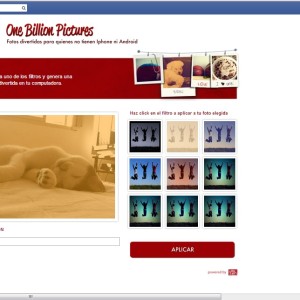 One Billion Pictures
Fotos divertidas para quienes no tienen Iphone ni Android
a uno de los filtros y genera una
divertida en tu computadora.
Haz click en el filtro a aplicar a tu foto elegida
APLICAR
powered by